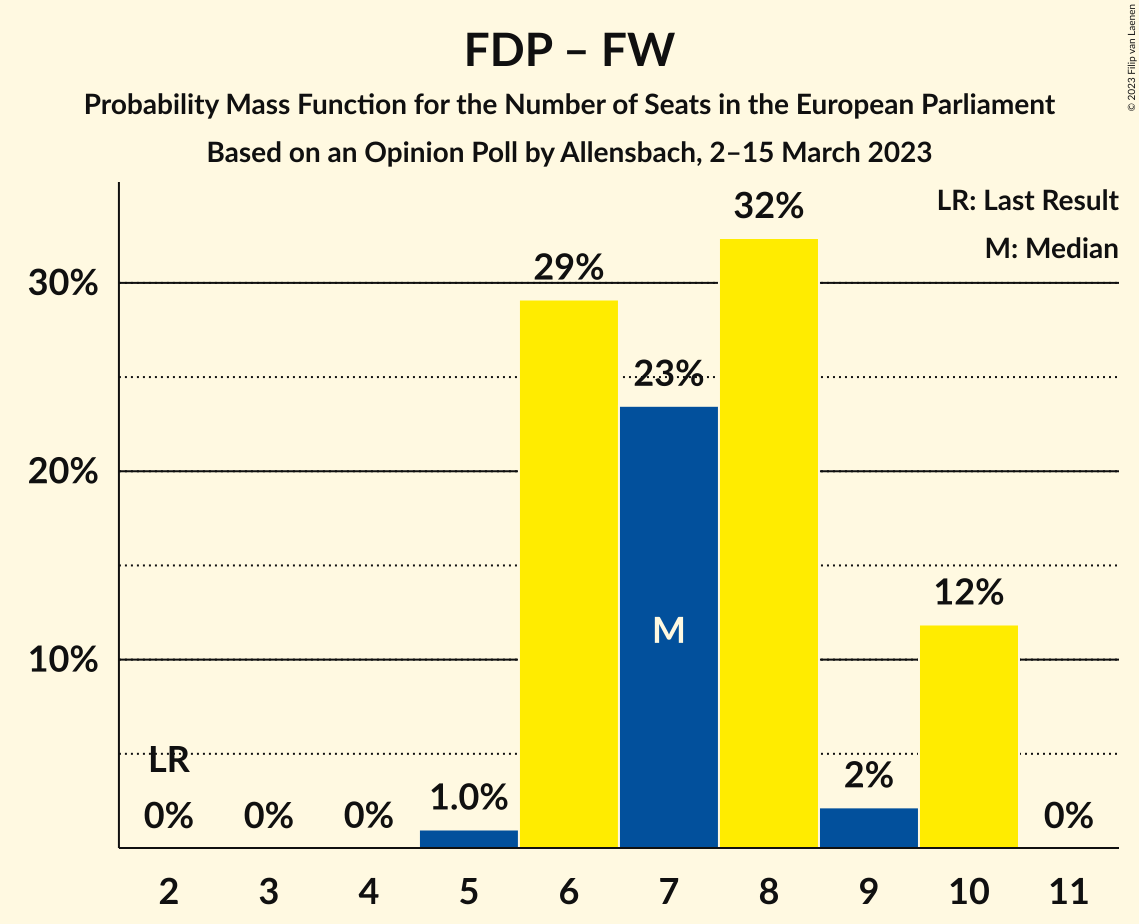 FDP – FW
Probability Mass Function for the Number of Seats in the European Parliament
Based on an Opinion Poll by Allensbach, 2–15 March 2023
© 2023 Filip van Laenen
LR: Last Result
M: Median
30%
20%
10%
LR
0%
0%
0%
1.0%
29%
23%
M
32%
2%
12%
0%
2
3
4
5
6
7
8
9
10
11